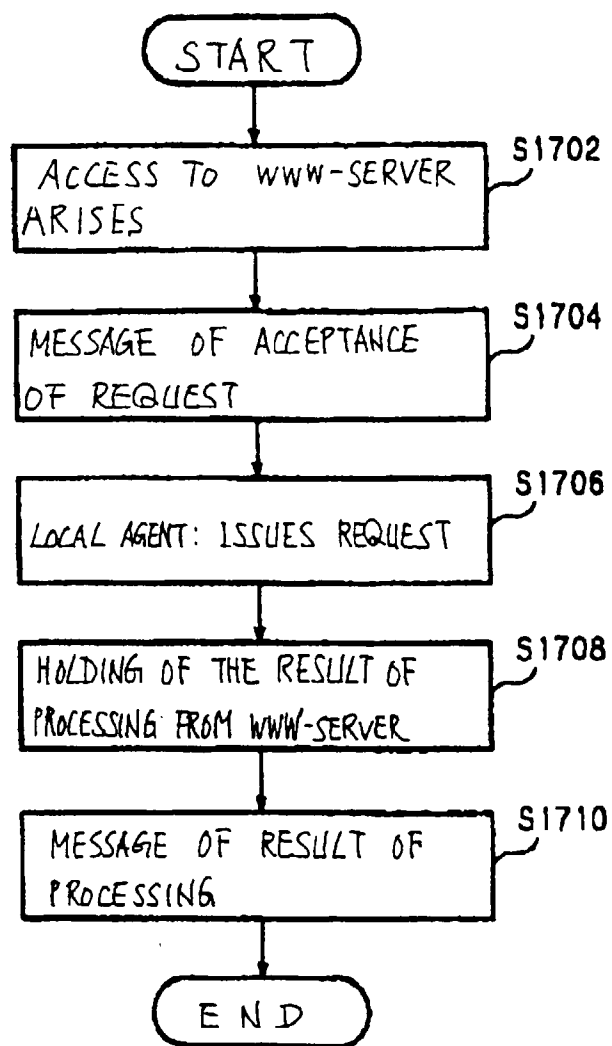 START
S1702
ACCESS TO WWW-SERVER
ARISES
S1704
MESSAGE OF ACCEPTANCE
OF REQUEST
S1706
LOCAL AGENT: ISSUES REQUEST
S1708
HOLDING OF THE RESULT OF
PROCESSING FROM WWW-SERVER
S1710
MESSAGE OF RESULT OF
PROCESSING
END